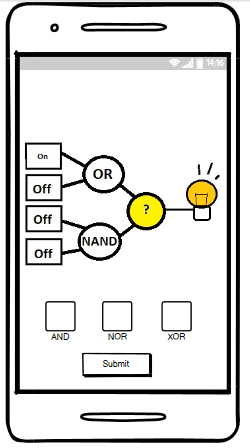 14:16
On
OR
Off
?
Off
NAND
Off
AND NOR XOR
Submit